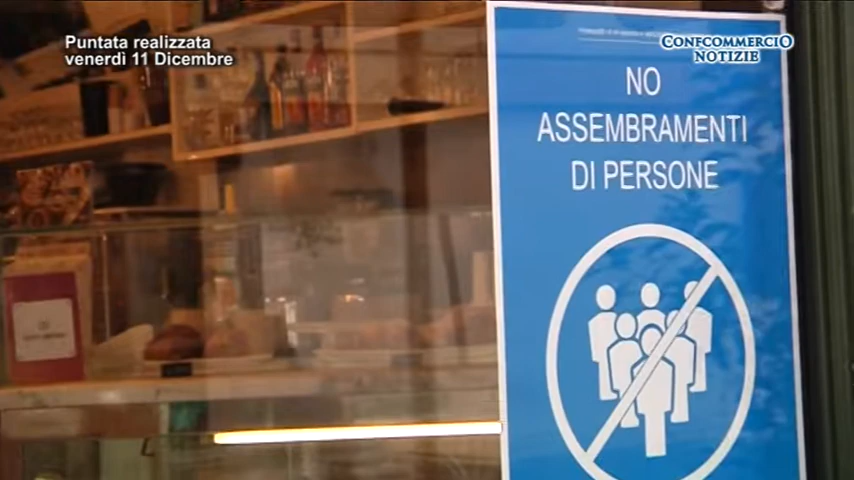 Puntata realizzata
venerdì 11 Dicembre
CONFCOMMERCIO
NOTIZIE
NO
ASSEMBRAMENTI
DI PERSONE